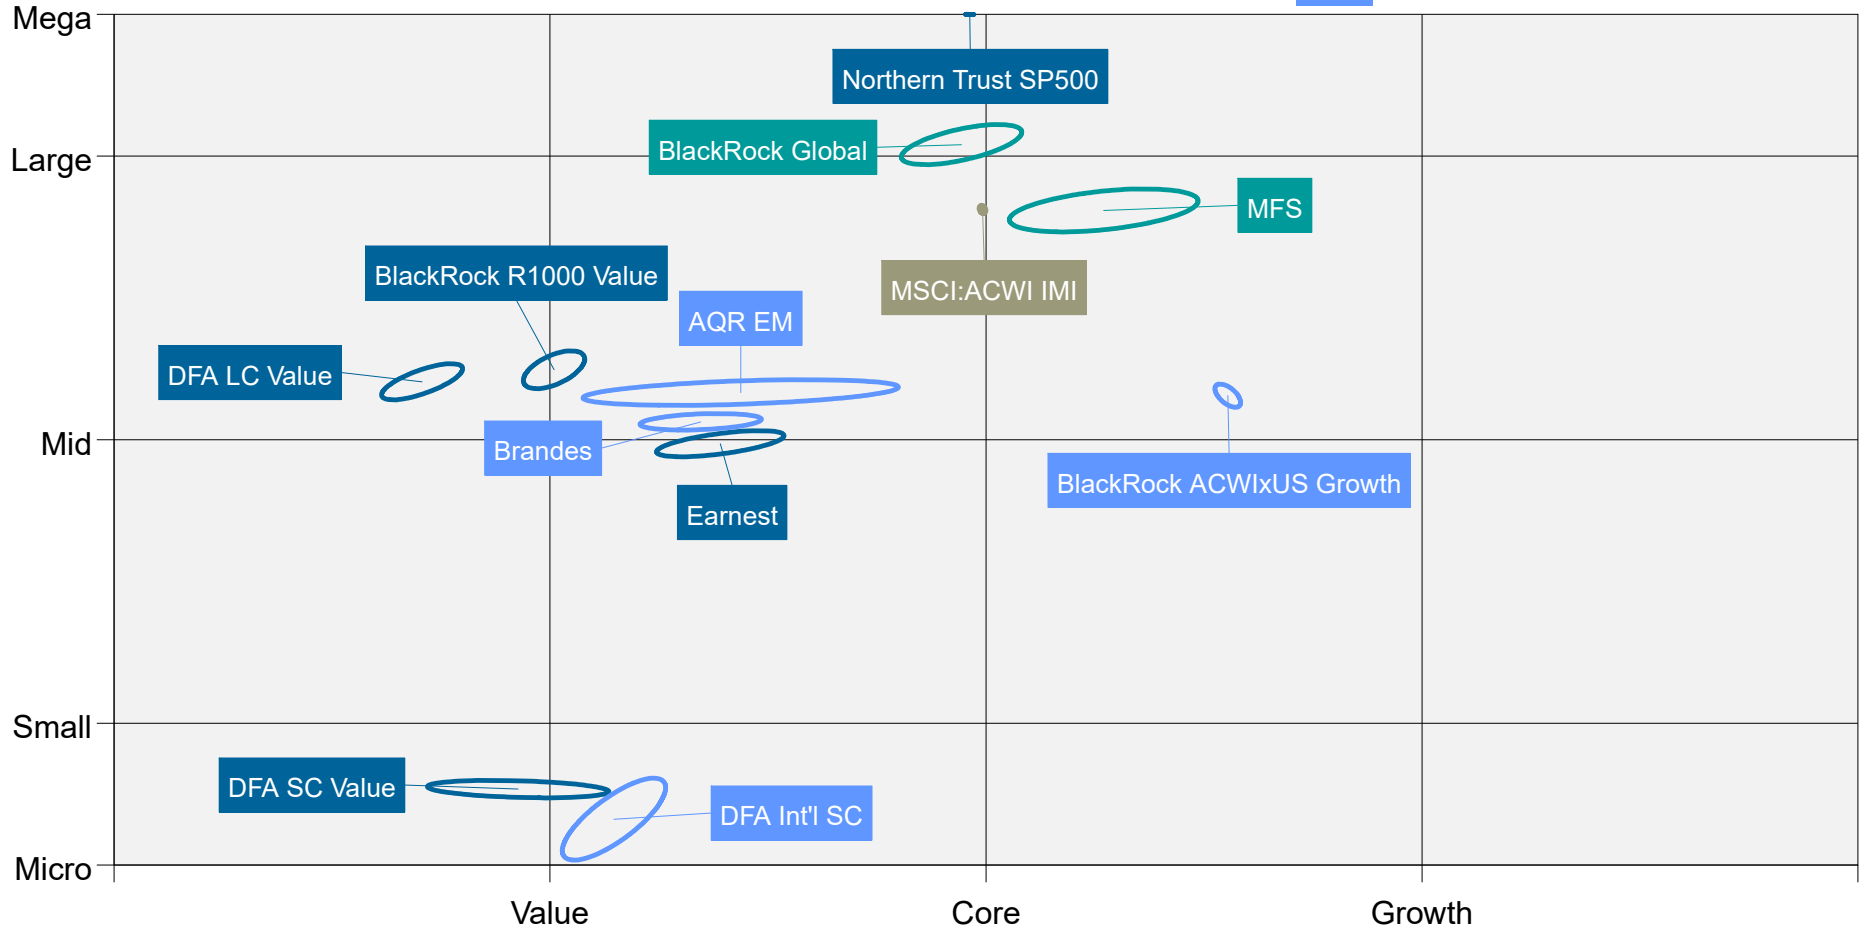 Mega
Northern Trust SP500
BlackRock Global
Large
MFS
BlackRock R1000 Value
MSCI:ACWI IMI
AQR EM
DFA LC Value
Mid
Brandes
BlackRock ACWIxUS Growth
Earnest
Small
DFA SC Value
DFA Int'l SC
Micro
Value
Core
Growth